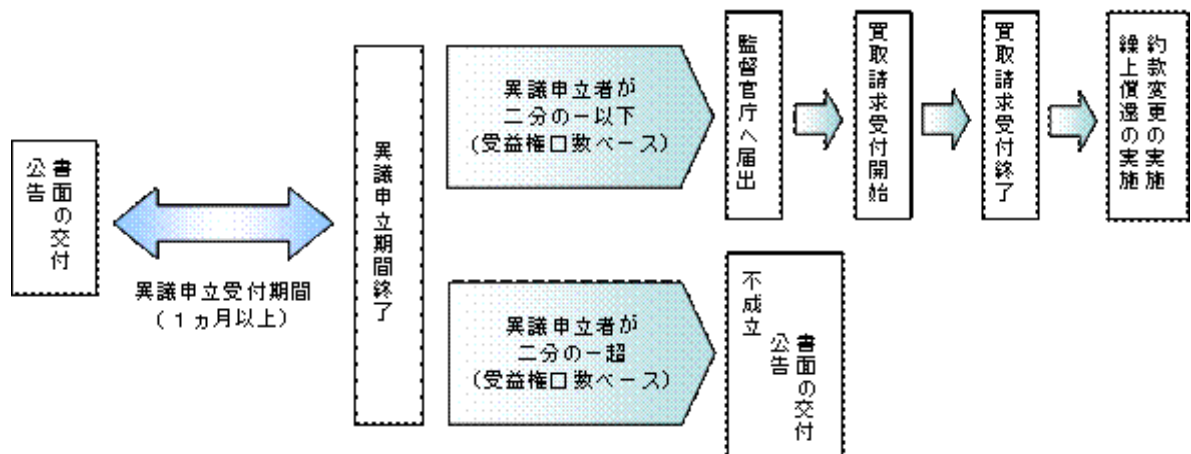 公告
書面の交付
異議申立受付期間
(1ヵ月以上)
異議申立期間終了
異議申立者が
二分の一以下
(受益権口数ベース)
監督官庁へ届出
買取請求受付開始
買取請求受付終了
約款変更の実施
繰上償還の実施
異議申立者が
二分の一超
(受益権口数ベース)
不成立
公告
書面の交付